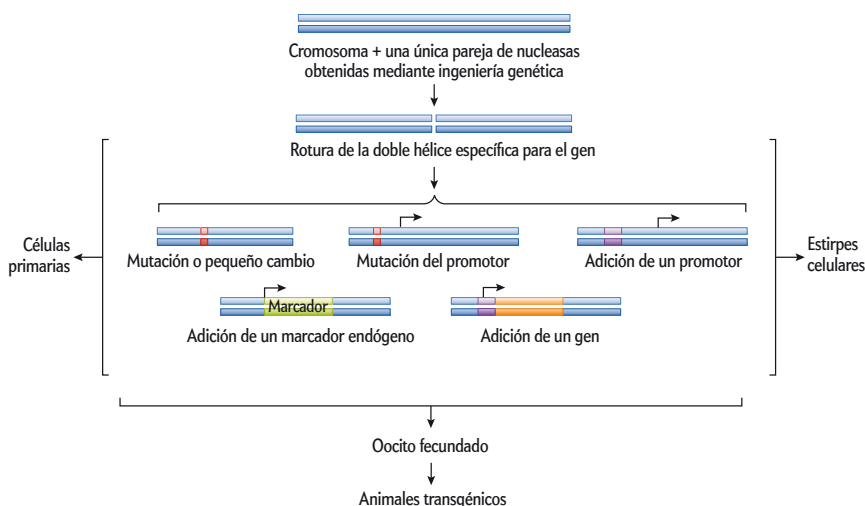 Cromosoma + una única pareja de nucleasas
obtenidas mediante ingeniería genética
Rotura de la doble hélice específica para el gen
Células
primarias
Mutación o pequeño cambio
Mutación del promotor
Adición de un promotor
Estirpes
celulares
Marcador
Adición de un marcador endógeno
Adición de un gen
Oocito fecundado
Animales transgénicos